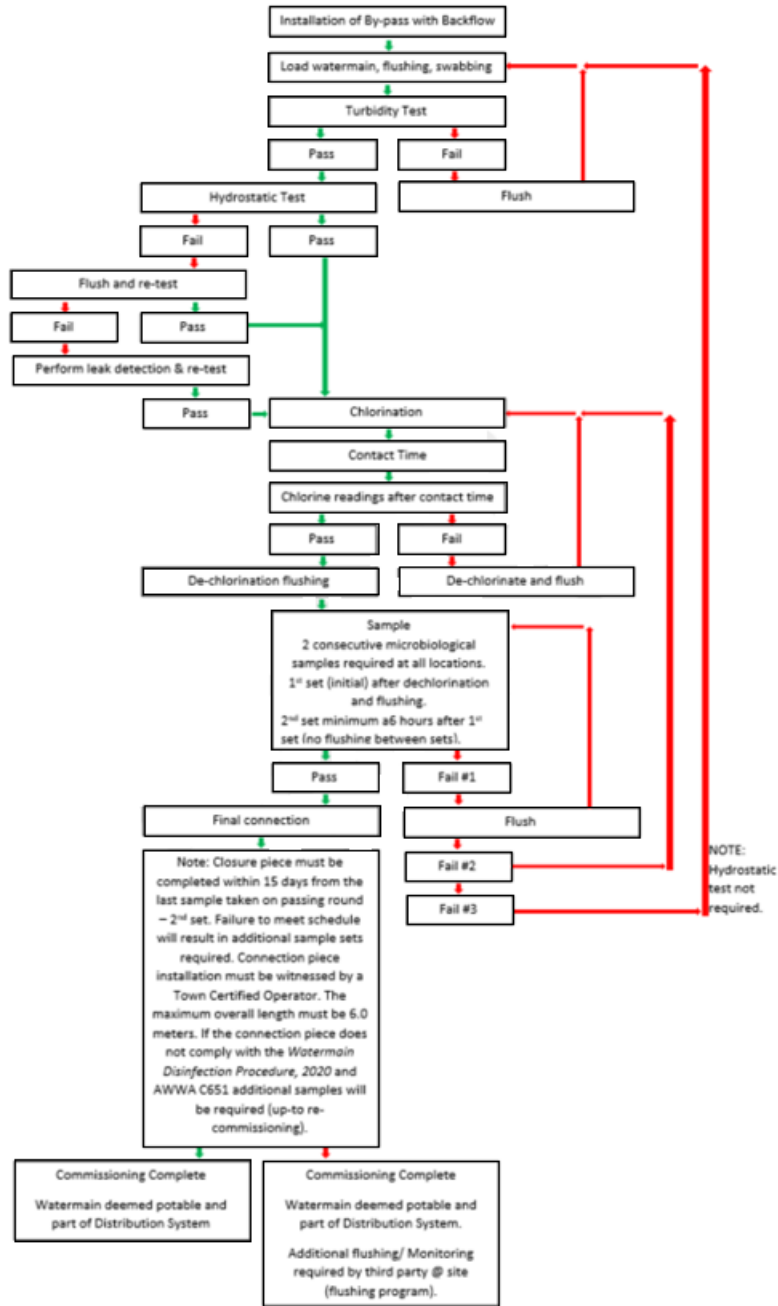 Installation of By-pass with Backflow
Load watermain, flushing, swabbing
Turbidity Test
Pass
Fail
Hydrostatic Test
Flush
Fail
Pass
Flush and re-test
Fail
Pass
Perform leak detection & re-test
Pass
Chlorination
Contact Time
Chlorine readings after contact time
Pass
Fail
De-chlorination flushing
De-chlorinate and flush
Sample
2 consecutive microbiological
samples required at all locations.
1st set (initial) after dechlorination
and flushing.
2nd set minimum a6 hours after 1st
set (no flushing between sets).
Pass
Fail #1
Final connection
Flush
Fail #2
Fail #3
NOTE:
Hydrostatic
test not
required.
Note: Closure piece must be
completed within 15 days from the
last sample taken on passing round
– 2nd set. Failure to meet schedule
will result in additional sample sets
required. Connection piece
installation must be witnessed by a
Town Certified Operator. The
maximum overall length must be 6.0
meters. If the connection piece does
not comply with the Watermain
Disinfection Procedure, 2020 and
AWWA C651 additional samples will
be required (up-to re-
commissioning).
Commissioning Complete
Watermain deemed potable and
part of Distribution System
Commissioning Complete
Watermain deemed potable and
part of Distribution System.
Additional flushing/ Monitoring
required by third party @ site
(flushing program).